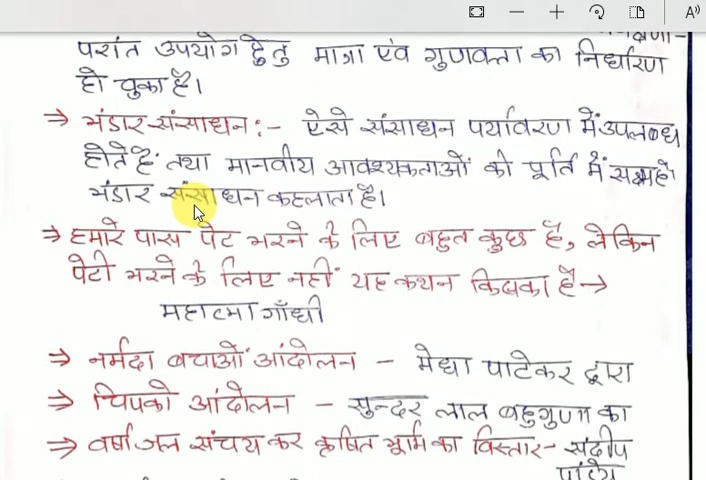 परांत उपयोग हेतु मात्रा एवं गुणवत्ता का निर्धारण
हो चुका है।
⇒ भंडार संसाधन:- ऐसे संसाधन पर्यावरण में उपलब्ध
होते हैं तथा मानवीय आवश्यकताओं की पूर्ति में सक्षम हो
भंडार संसाधन कहलाता है।
⇒ हमारे पास पेट भरने के लिए बहुत कुछ है, लेकिन
पेटी भरने के लिए नहीं यह कथन किसका है →
महात्मा गाँधी
⇒ नर्मदा बचाओं आंदोलन - मेधा पाटेकर द्वारा
⇒ चिपको आंदोलन - सुन्दर लाल बहुगुणा का
⇒ वर्षा जल संचय कर कृषित भूमि का विस्तार - संदीप
पांडेय